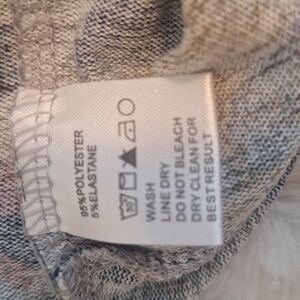 95%POLYESTER
5%ELASTANE
WASH
LINE DRY
DO NOT BLEACH
DRY CLEAN FOR
BEST RESULT